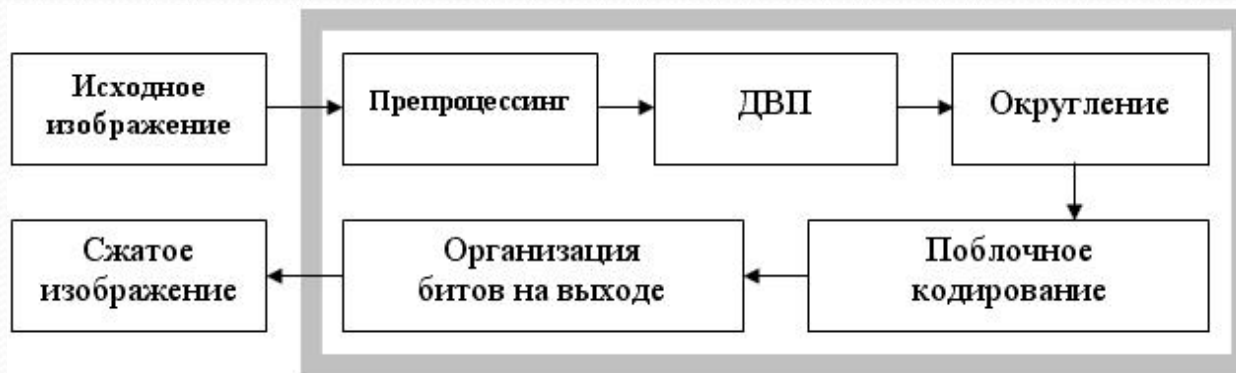 Исходное
изображение
Препроцессинг
ДВП
Округление
Сжатое
изображение
Организация
битов на выходе
Поблочное
кодирование